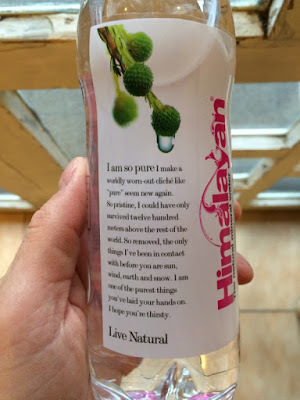 I am so pure I make a
worldly worn-out cliché like
"pure" seem new again.
So pristine, I could have only
survived twelve hundred
meters above the rest of the
world. So removed, the only
things I've been in contact
with before you are sun,
wind, earth and snow. I am
one of the purest things
you've laid your hands on.
I hope you're thirsty.
Live Natural
Himalayan